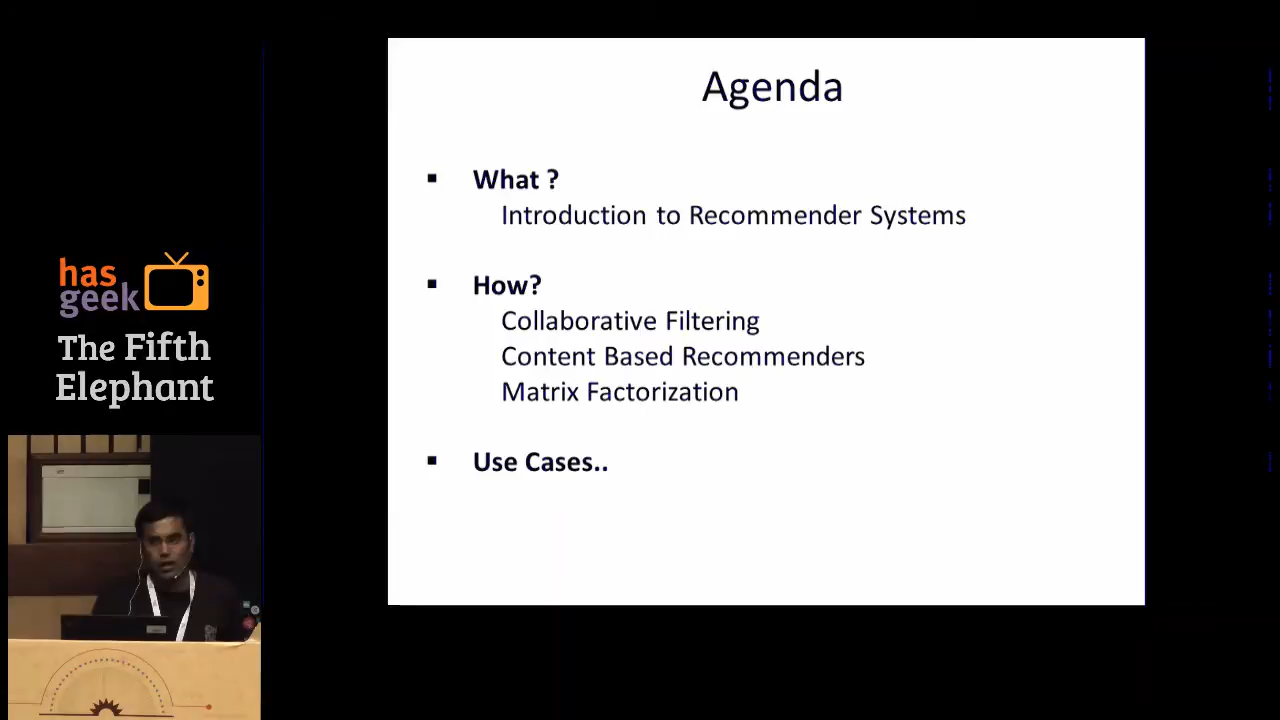 Agenda
▪ What ?
Introduction to Recommender Systems
▪ How?
Collaborative Filtering
Content Based Recommenders
Matrix Factorization
▪ Use Cases..
has
geek
The Fifth
Elephant